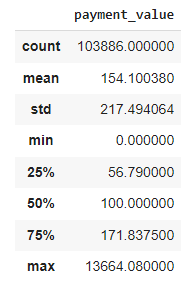 payment_value
count 103886.000000
mean 154.100380
std 217.494064
min 0.000000
25% 56.790000
50% 100.000000
75% 171.837500
max 13664.080000